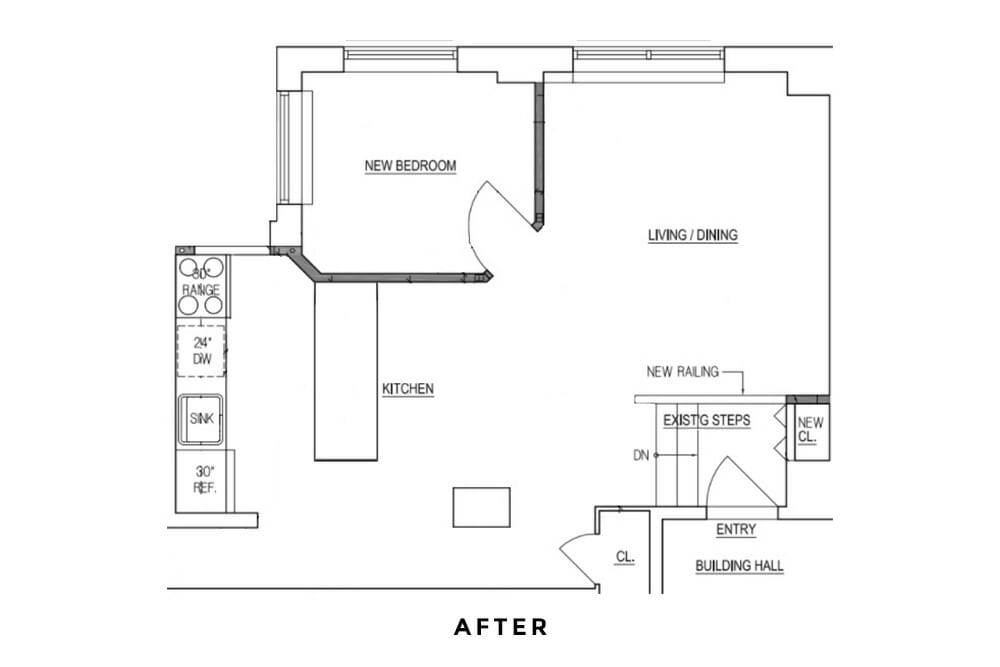 NEW BEDROOM
LIVING / DINING
30"
RANGE
24"
DW
NEW RAILING
KITCHEN
SINK
EXIST'G STEPS
NEW
CL.
DN
30"
REF.
ENTRY
CL.
BUILDING HALL
AFTER